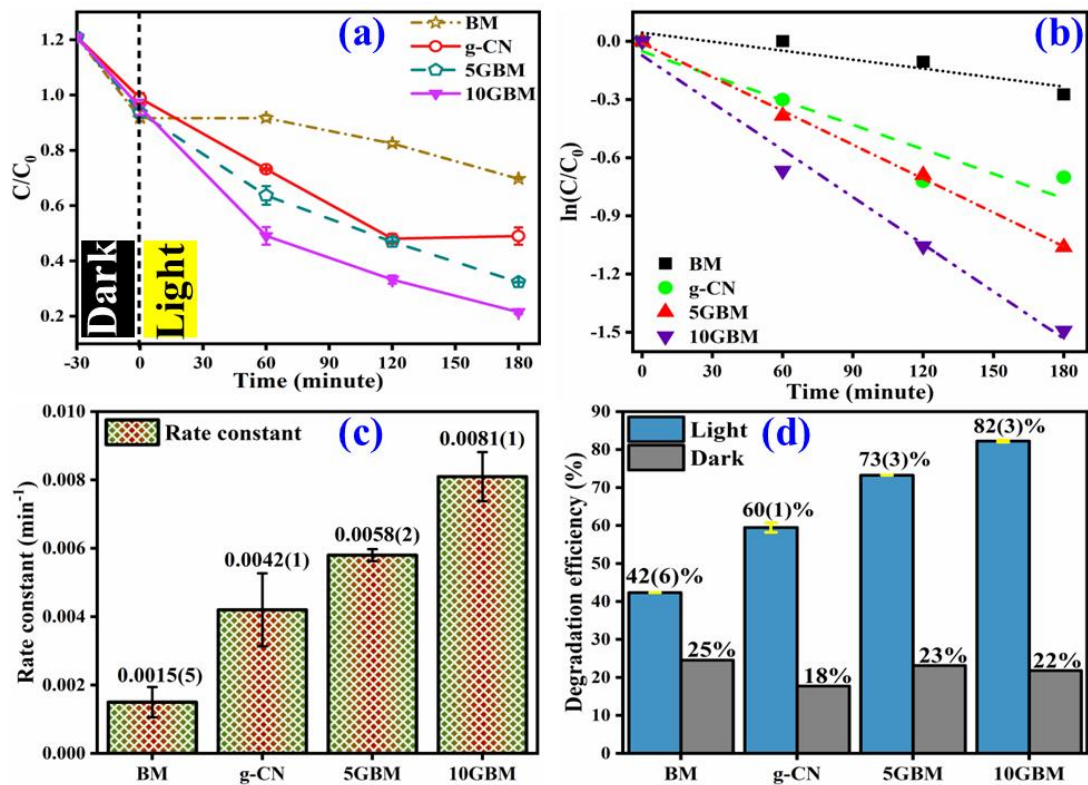 (a)
BM
g-CN
5GBM
10GBM
C/C0
1.2
1.0
0.8
0.6
0.4
0.2
Dark
Light
-30 0 30 60 90 120 150 180
Time (minute)
(b)
ln(C/C0)
0.0
-0.3
-0.6
-0.9
-1.2
-1.5
BM
g-CN
5GBM
10GBM
0 30 60 90 120 150 180
Time (minute)
(c)
Rate constant
Rate constant (min-1)
0.010
0.008
0.006
0.004
0.002
0.000
0.0015(5)
0.0042(1)
0.0058(2)
0.0081(1)
BM g-CN 5GBM 10GBM
(d)
Light
Dark
Degradation efficiency (%)
90
80
70
60
50
40
30
20
10
0
42(6)%
25%
60(1)%
18%
73(3)%
23%
82(3)%
22%
BM g-CN 5GBM 10GBM